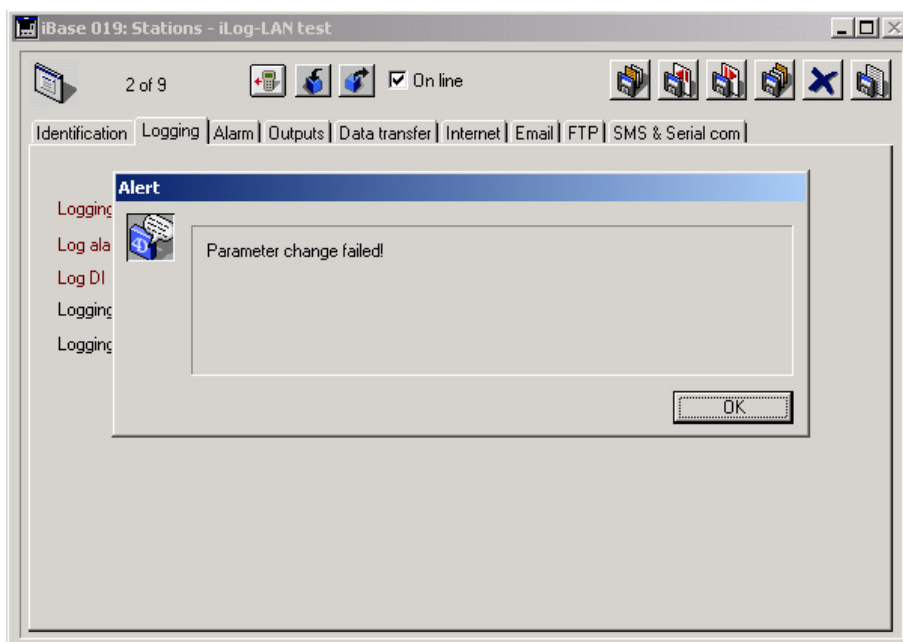 iBase 019: Stations - iLog-LAN test
2 of 9
On line
Identification Logging Alarm Outputs Data transfer Internet Email FTP SMS & Serial com
Alert
Logging
Log ala
Parameter change failed!
Log DI
Logging
Logging
OK